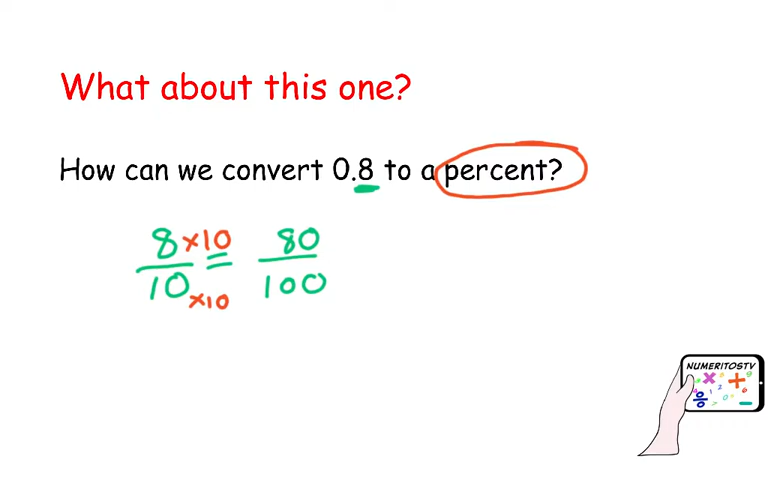 What about this one?
How can we convert 0.8 to a percent?
8 ×10 = 80
10 ×10 100
NUMERITOSTV